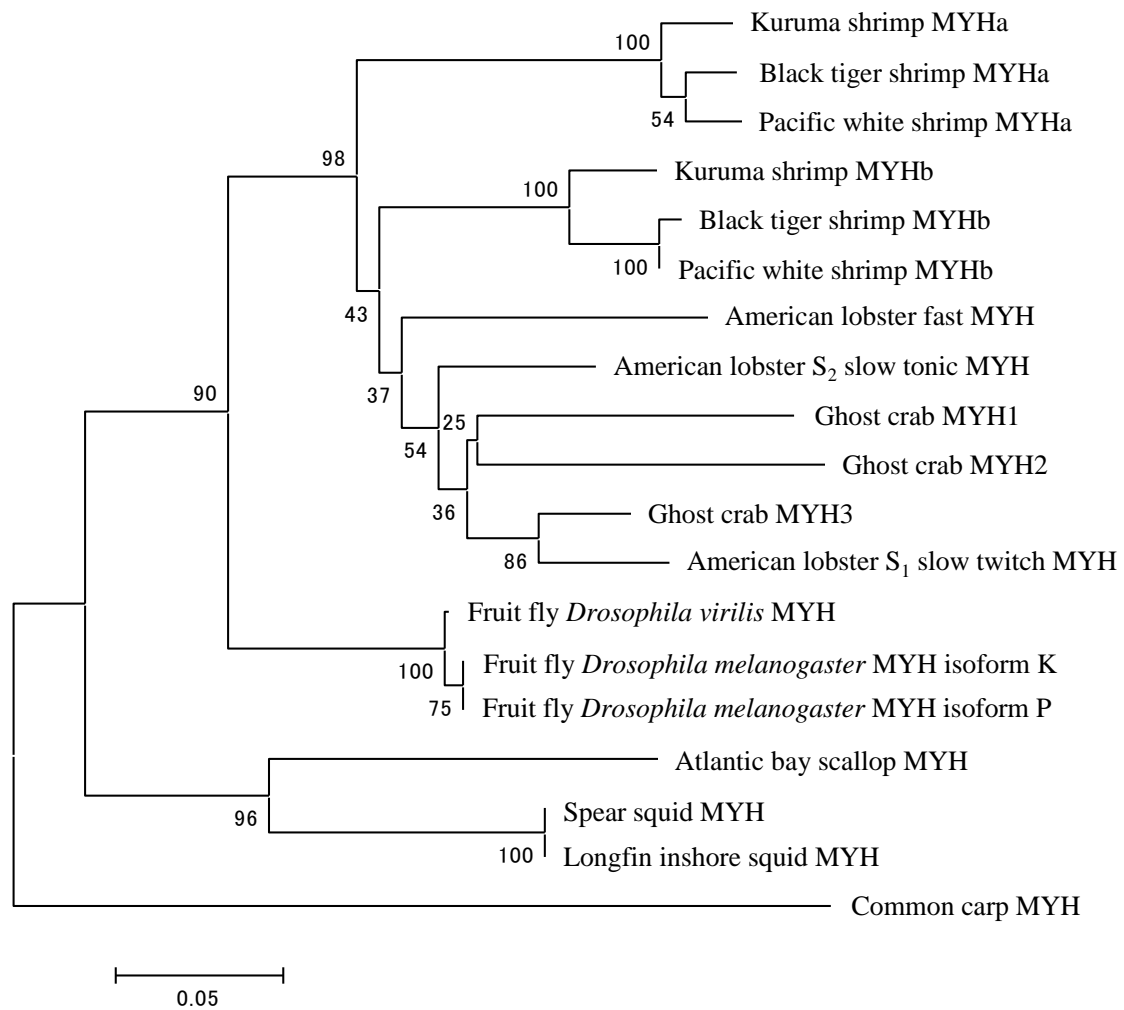 Kuruma shrimp MYHa
100
Black tiger shrimp MYHa
54
Pacific white shrimp MYHa
98
Kuruma shrimp MYHb
100
Black tiger shrimp MYHb
100
Pacific white shrimp MYHb
43
American lobster fast MYH
American lobster S₂ slow tonic MYH
37
90
25
Ghost crab MYH1
54
Ghost crab MYH2
36
Ghost crab MYH3
86
American lobster S₁ slow twitch MYH
Fruit fly Drosophila virilis MYH
100
Fruit fly Drosophila melanogaster MYH isoform K
75
Fruit fly Drosophila melanogaster MYH isoform P
Atlantic bay scallop MYH
96
Spear squid MYH
100
Longfin inshore squid MYH
Common carp MYH
0.05